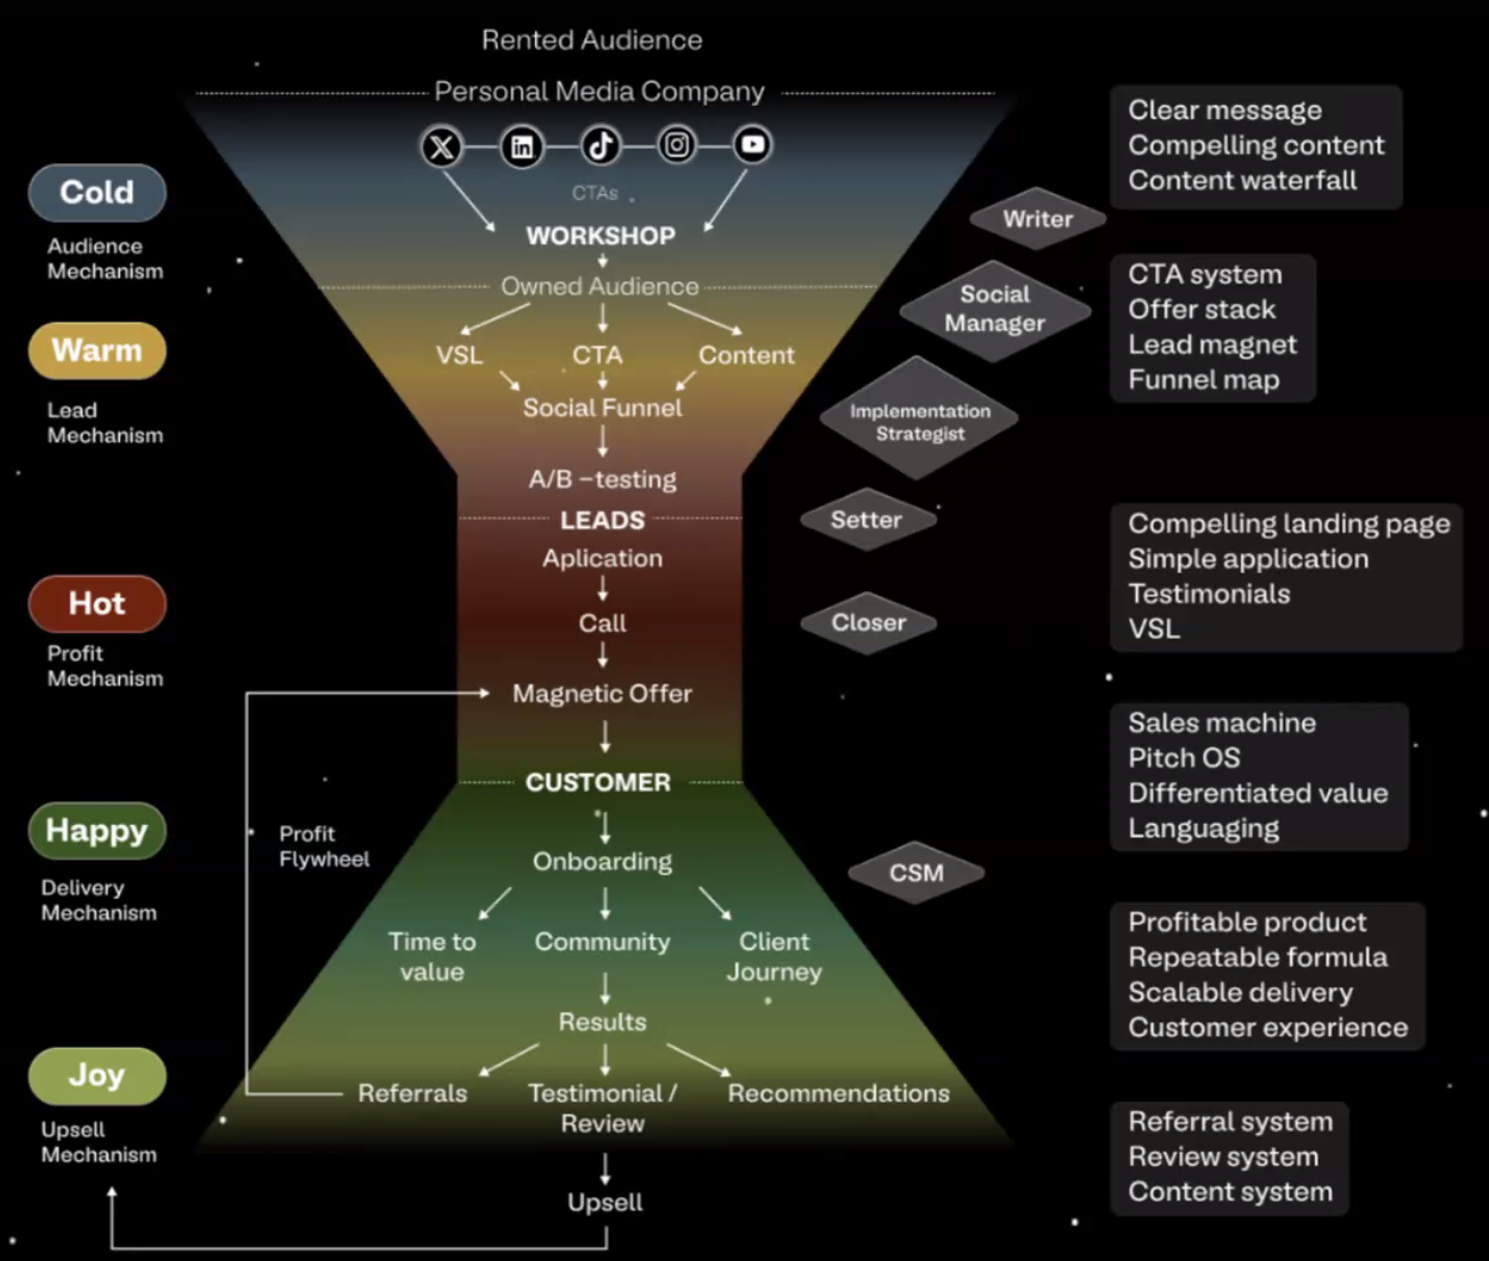 Rented Audience
Personal Media Company
CTAs
WORKSHOP
Owned Audience
VSL
CTA
Content
Social Funnel
A/B –testing
LEADS
Aplication
Call
Magnetic Offer
CUSTOMER
Onboarding
Time to
value
Community
Client
Journey
Results
Referrals
Testimonial /
Review
Recommendations
Upsell
Cold
Audience
Mechanism
Warm
Lead
Mechanism
Hot
Profit
Mechanism
Happy
Delivery
Mechanism
Joy
Upsell
Mechanism
Profit
Flywheel
Writer
Social
Manager
Implementation
Strategist
Setter
Closer
CSM
Clear message
Compelling content
Content waterfall
CTA system
Offer stack
Lead magnet
Funnel map
Compelling landing page
Simple application
Testimonials
VSL
Sales machine
Pitch OS
Differentiated value
Languaging
Profitable product
Repeatable formula
Scalable delivery
Customer experience
Referral system
Review system
Content system